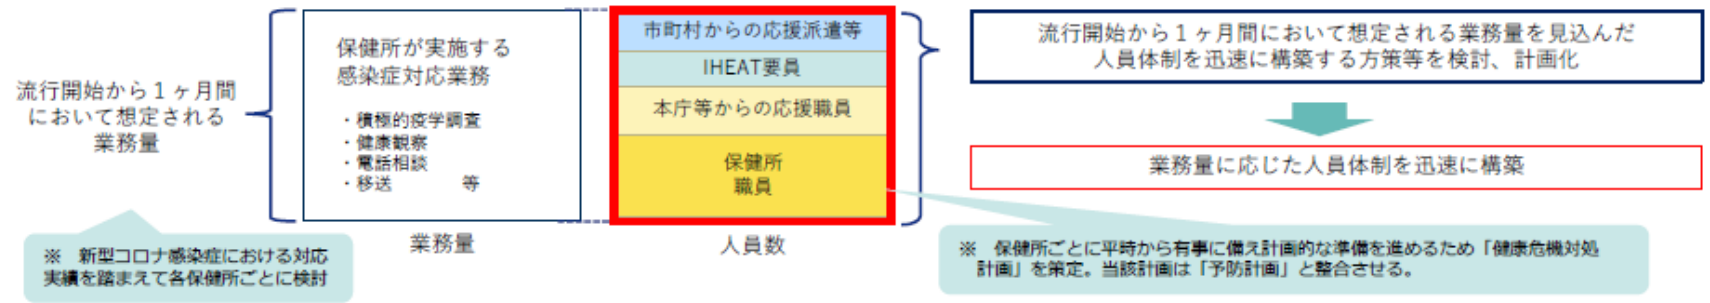 流行開始から１ヶ月間
において想定される
業務量
※　新型コロナ感染症における対応
実績を踏まえて各保健所ごとに検討
保健所が実施する
感染症対応業務
・積極的疫学調査
・健康観察
・電話相談
・移送　　　　等
業務量
市町村からの応援派遣等
IHEAT要員
本庁等からの応援職員
保健所
職員
人員数
流行開始から１ヶ月間において想定される業務量を見込んだ
人員体制を迅速に構築する方策等を検討、計画化
業務量に応じた人員体制を迅速に構築
※　保健所ごとに平時から有事に備え計画的な準備を進めるため「健康危機対処
計画」を策定。当該計画は「予防計画」と整合させる。